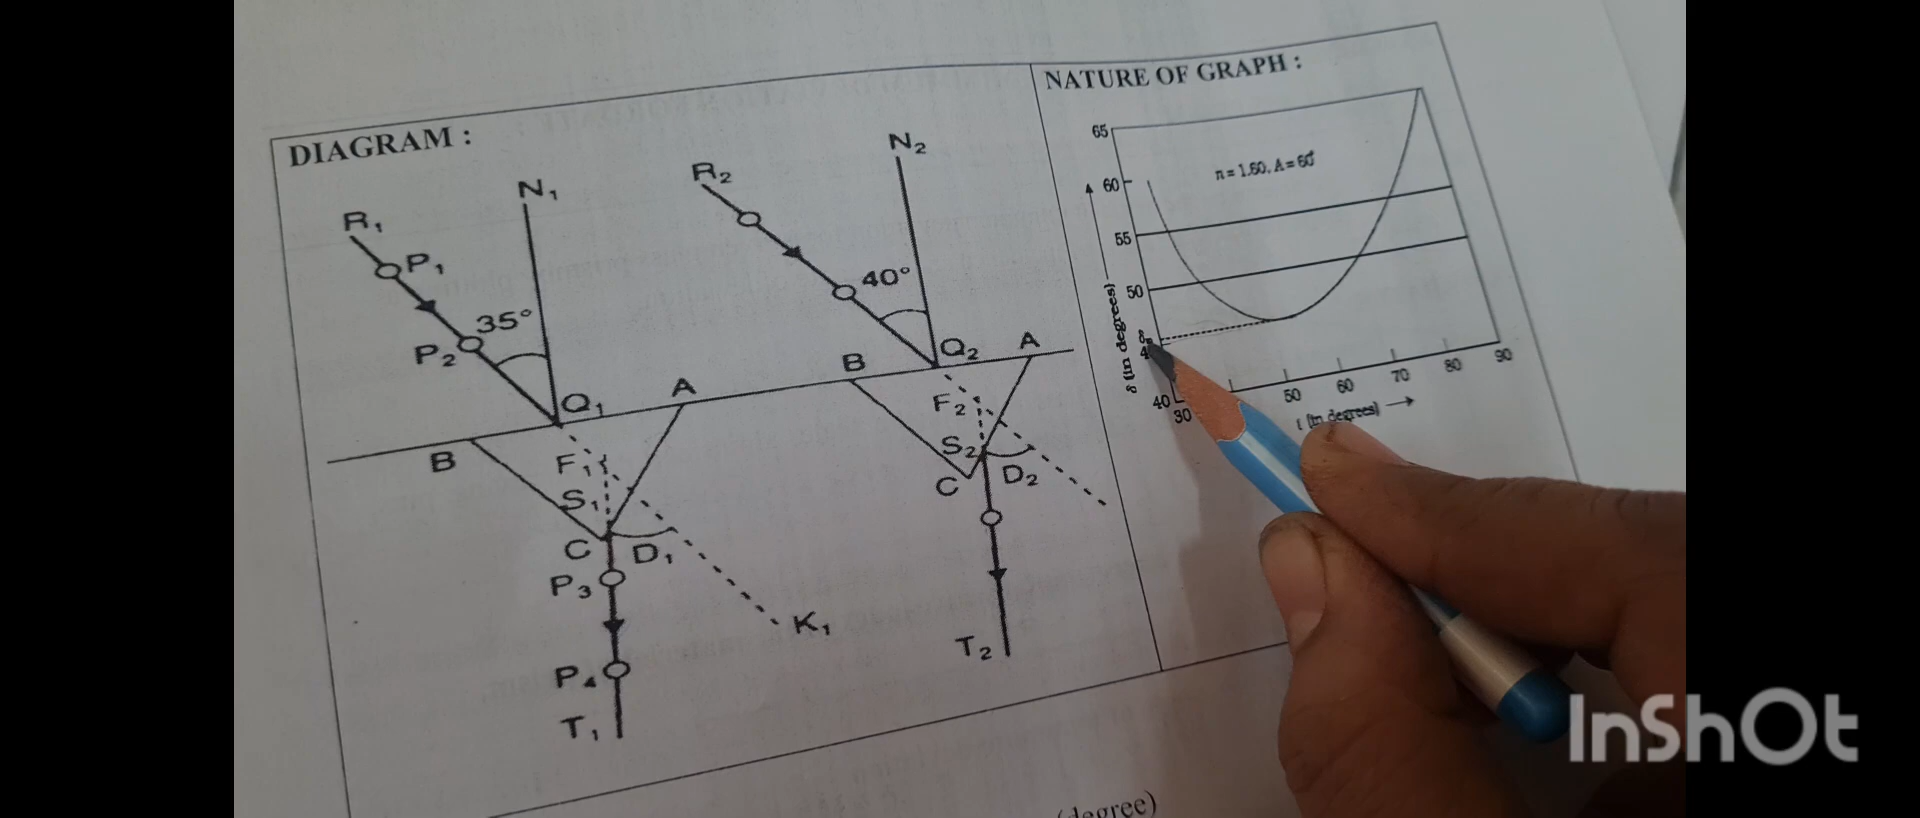 DIAGRAM :
R₁
P₁
35°
P₂
N₁
Q₁
A
B
F₁
S₁
C
D₁
P₃
K₁
P₄
T₁
R₂
N₂
40°
Q₂
A
B
F₂
S₂
C
D₂
T₂
NATURE OF GRAPH :
65
60
55
50
40
n = 1.60, A = 60°
δ (in degrees)
30
50
60
70
80
90
i (in degrees)
(degree)
InShOt